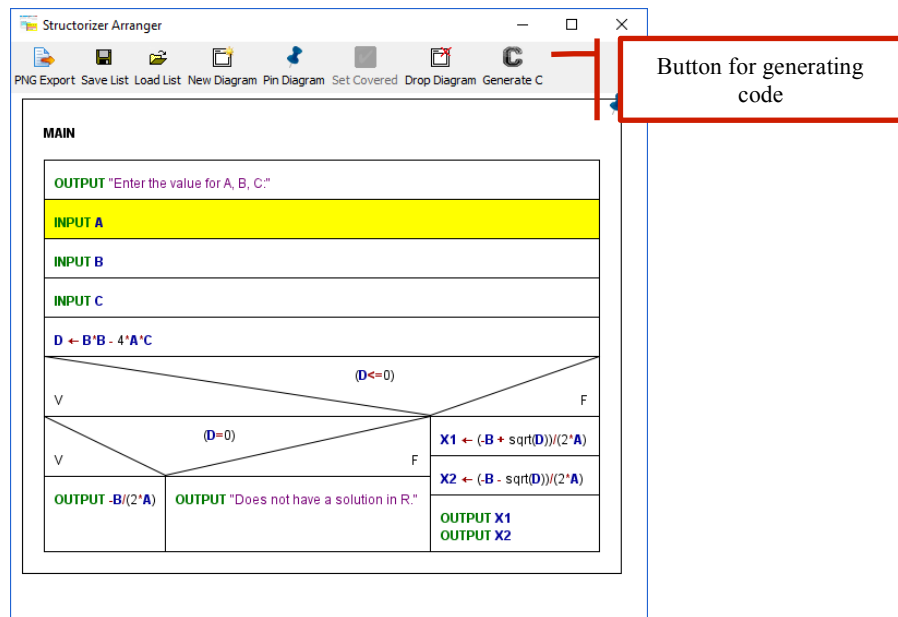 Structorizer Arranger
PNG Export Save List Load List New Diagram Pin Diagram Set Covered Drop Diagram Generate C
Button for generating
code
MAIN
OUTPUT "Enter the value for A, B, C:"
INPUT A
INPUT B
INPUT C
D ← B*B - 4*A*C
(D<=0)
V
F
(D=0)
V
F
OUTPUT -B/(2*A)
OUTPUT "Does not have a solution in R."
X1 ← (-B + sqrt(D))/(2*A)
X2 ← (-B - sqrt(D))/(2*A)
OUTPUT X1
OUTPUT X2